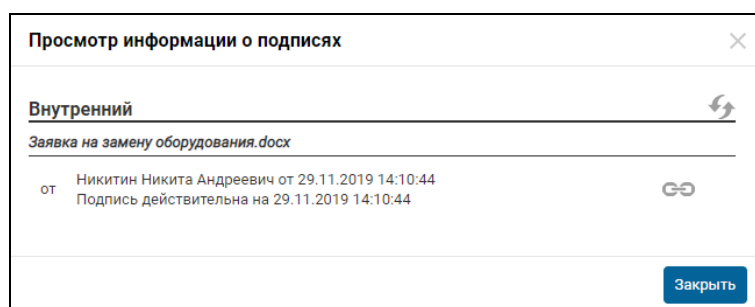 Просмотр информации о подписях
Внутренний
Заявка на замену оборудования.docx
от
Никитин Никита Андреевич от 29.11.2019 14:10:44
Подпись действительна на 29.11.2019 14:10:44
Закрыть